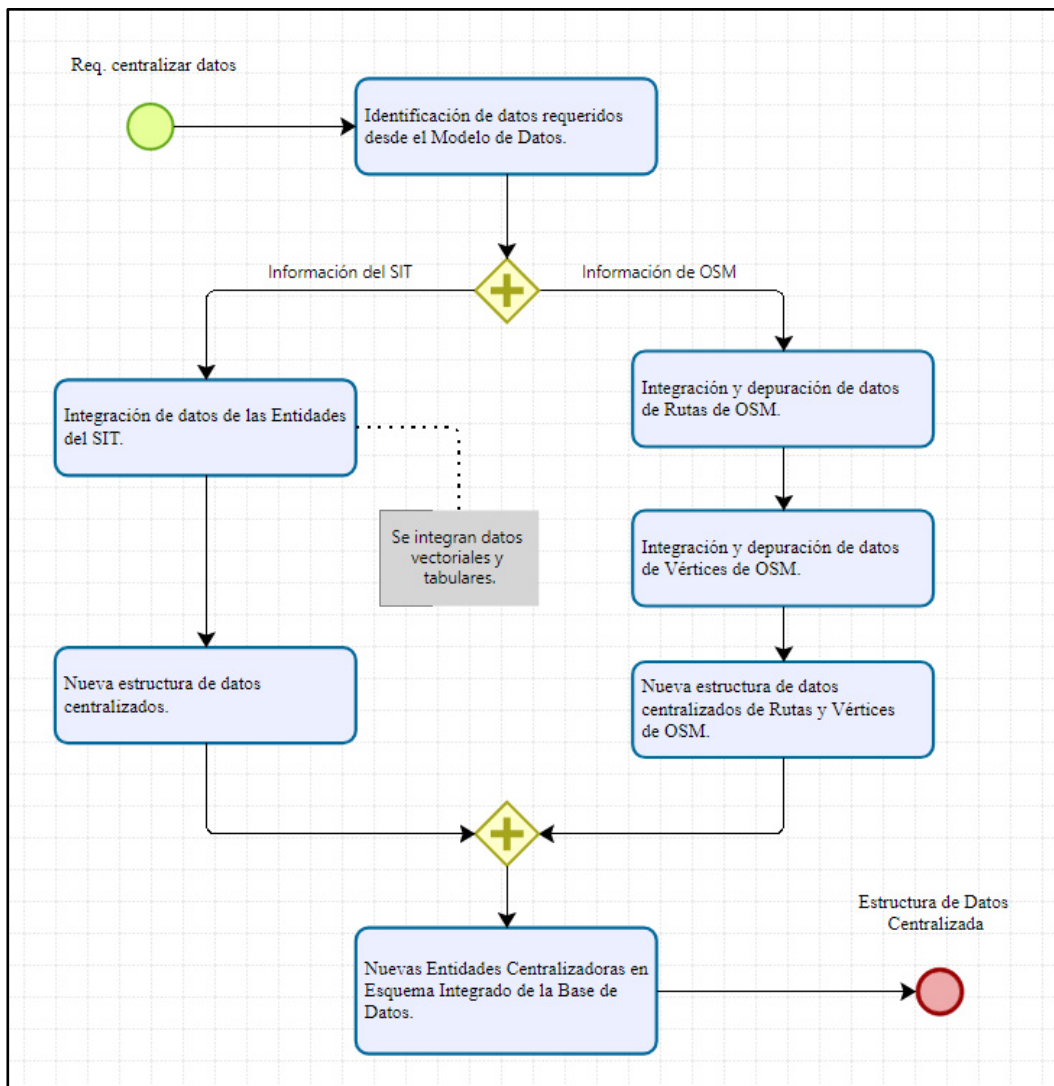 Req. centralizar datos
Identificación de datos requeridos
desde el Modelo de Datos.
Información del SIT
Información de OSM
Integración de datos de las Entidades
del SIT.
Integración y depuración de datos
de Rutas de OSM.
Se integran datos
vectoriales y
tabulares.
Integración y depuración de datos
de Vértices de OSM.
Nueva estructura de datos
centralizados.
Nueva estructura de datos
centralizados de Rutas y Vértices
de OSM.
Nuevas Entidades Centralizadoras en
Esquema Integrado de la Base de
Datos.
Estructura de Datos
Centralizada